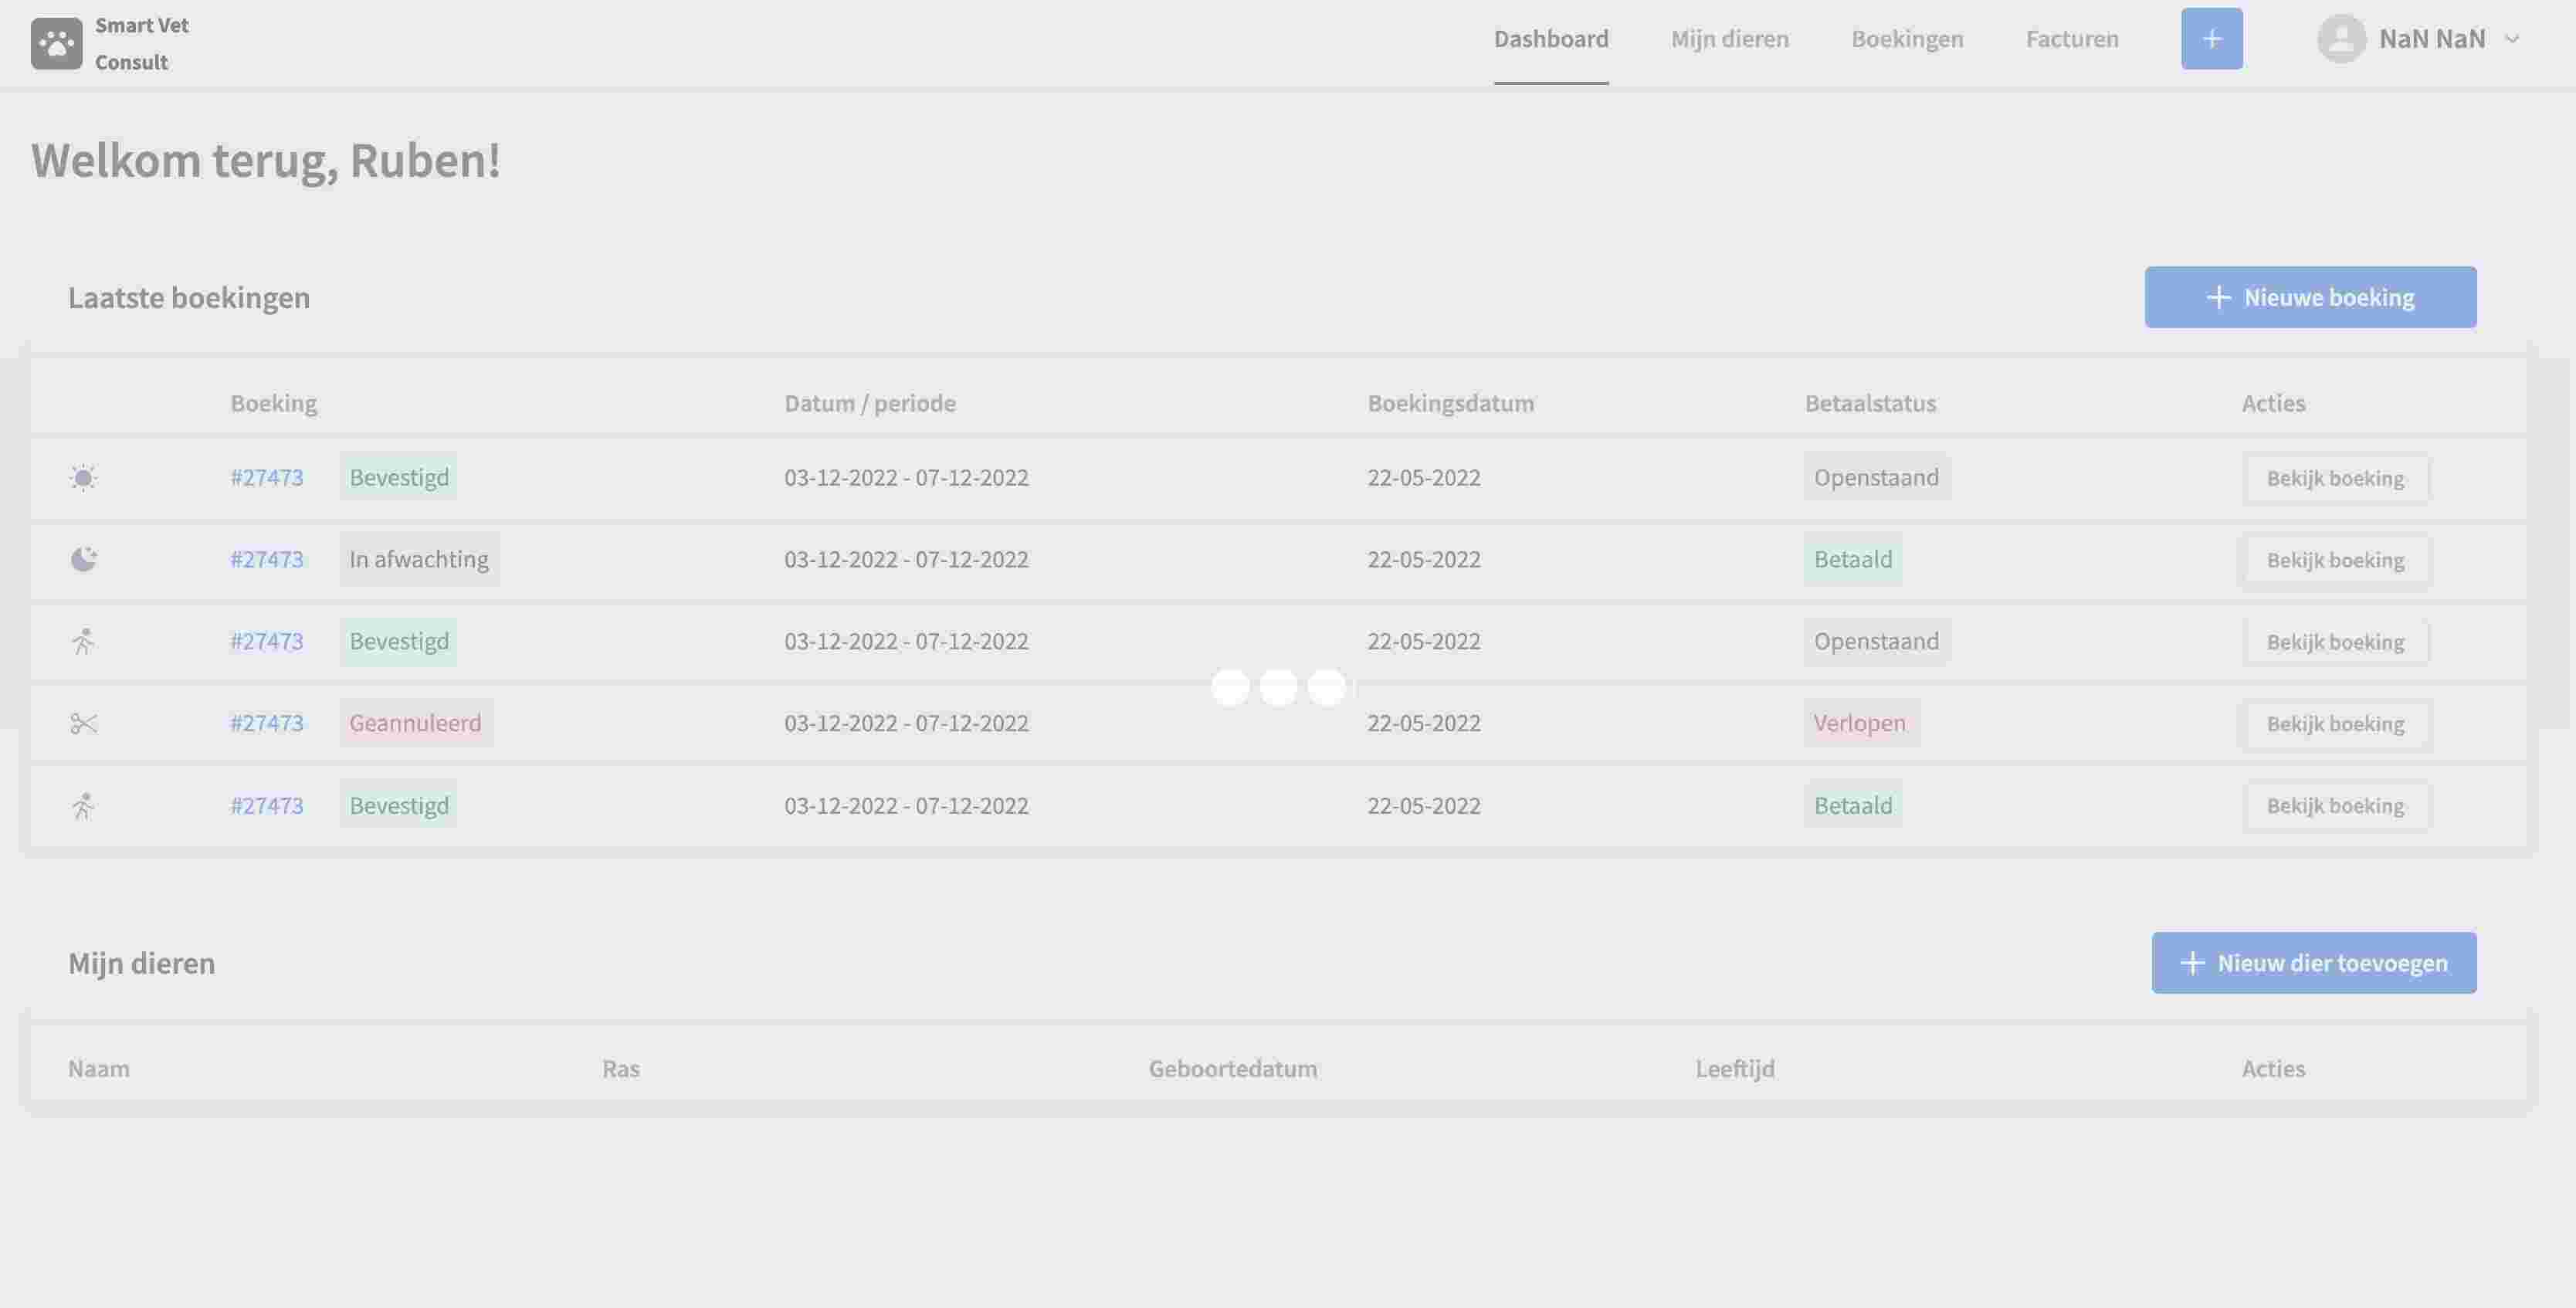 Smart Vet
Consult
Dashboard Mijn dieren Boekingen Facturen + NaN NaN
Welkom terug, Ruben!
Laatste boekingen + Nieuwe boeking
Boeking Datum / periode Boekingsdatum Betaalstatus Acties
#27473 Bevestigd 03-12-2022 - 07-12-2022 22-05-2022 Openstaand Bekijk boeking
#27473 In afwachting 03-12-2022 - 07-12-2022 22-05-2022 Betaald Bekijk boeking
#27473 Bevestigd 03-12-2022 - 07-12-2022 22-05-2022 Openstaand Bekijk boeking
#27473 Geannuleerd 03-12-2022 - 07-12-2022 22-05-2022 Verlopen Bekijk boeking
#27473 Bevestigd 03-12-2022 - 07-12-2022 22-05-2022 Betaald Bekijk boeking
Mijn dieren + Nieuw dier toevoegen
Naam Ras Geboortedatum Leeftijd Acties